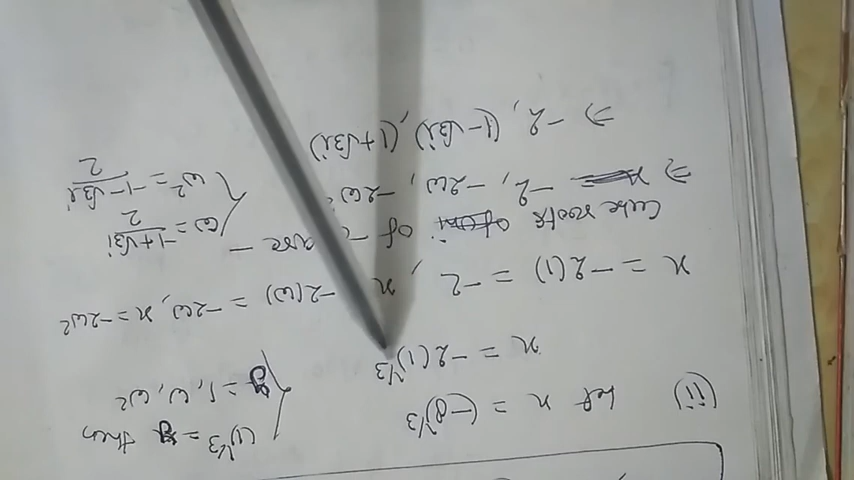 (ii) Let x = (-8)^1/3
(1)^1/3 = y then
x = -2(1)^1/3
y = 1, ω, ω²
x = -2(1) = -2, x -2(ω) = -2ω, x = -2ω²
Cube roots of - are -
ω = -1+√3i / 2
⇒ -2, -2ω, -2ω²
ω² = -1-√3i / 2
⇒ -2, (1-√3i), (1+√3i)